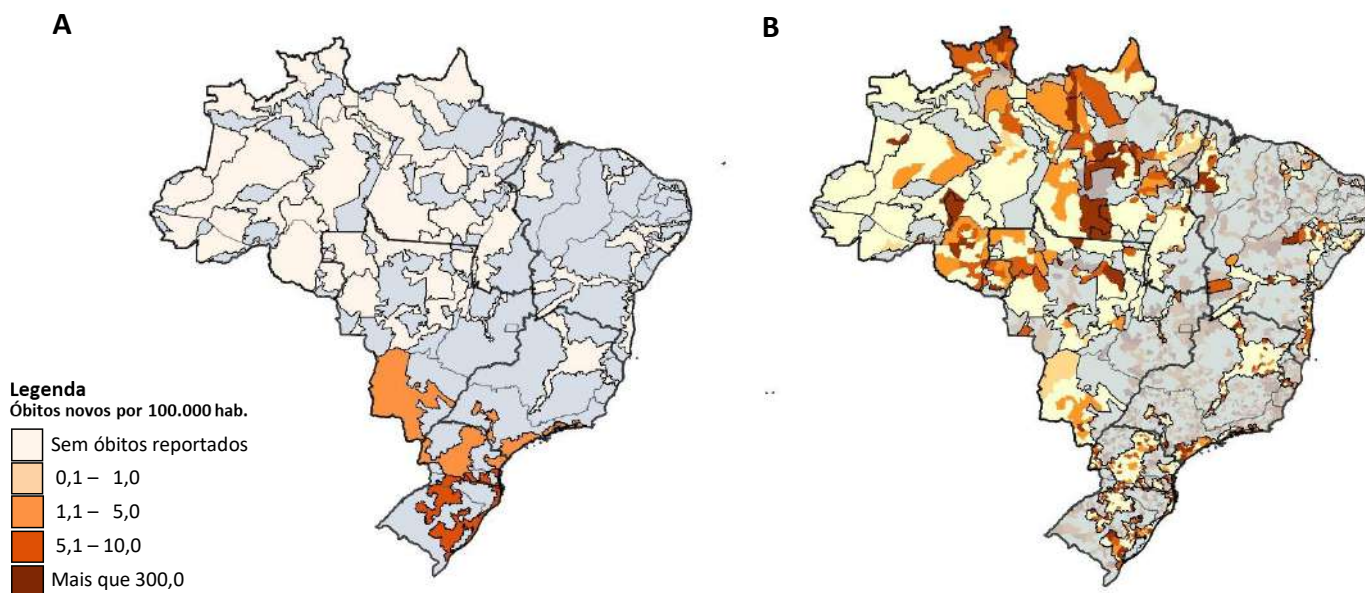 A
B
Legenda
Óbitos novos por 100.000 hab.
Sem óbitos reportados
0,1 – 1,0
1,1 – 5,0
5,1 – 10,0
Mais que 300,0